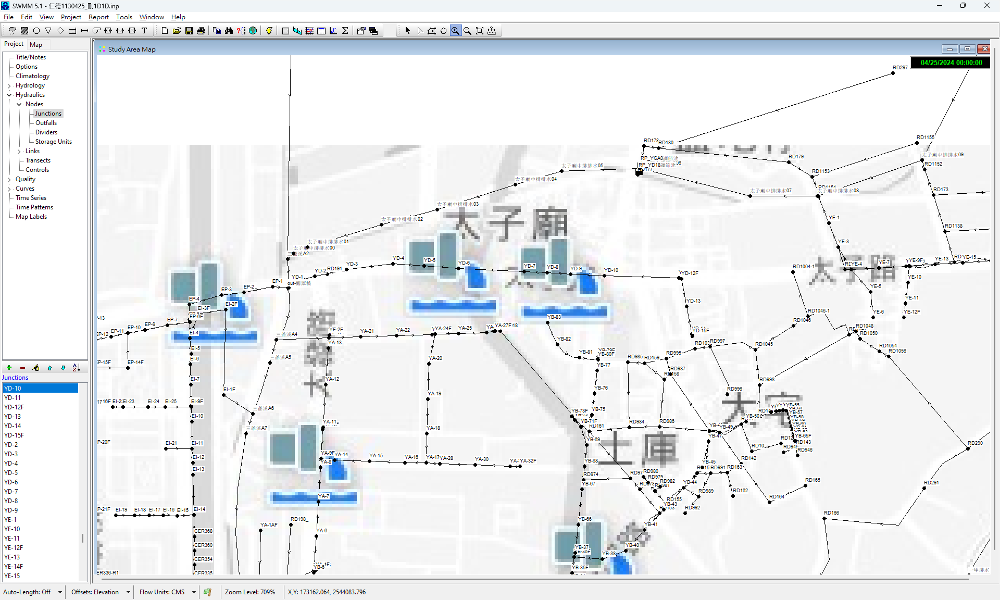 SWMM 5.1 - 仁德1130425_刪1D1D.inp
File Edit View Project Report Tools Window Help
Project Map
Study Area Map
04/25/2024 00:00:00
Title/Notes
Options
Climatology
Hydrology
Hydraulics
Nodes
Junctions
Outfalls
Dividers
Storage Units
Links
Transects
Controls
Quality
Curves
Time Series
Time Patterns
Map Labels
Junctions
YD-10
YD-11
YD-12F
YD-13
YD-14
YD-15F
YD-2
YD-3
YD-4
YD-5
YD-6
YD-7
YD-8
YD-9
YE-1
YE-10
YE-11
YE-12F
YE-13
YE-14F
YE-15
RD297
RD180_
RD1155
RP_YGA0調節池
RP_YD18調節池
RD179
太子廟中排排水09
RD1152
太子廟中排排水05
RD1153
太子廟中排排水04
太子廟中排排水07
太子廟中排排水08
RD173
太子廟中排排水03
太子廟中排排水02
太子廟
YE-1
RD1138
太子廟中排排水01
太子廟中排排水00
YE-3
三爺溪A2
YD-4
YD-5
YD-6
YD-3
YD-2
RD191
YD-1
YD-7
YD-8
YD-9
YD-10
YD-12F
RD1004-1
太子路
YE-4
YE-7
YE-13
YE-15
YE-10
YE-5
YE-11
YE-12F
YE-6
out-鯽潭橋
EP-1
EP-2
EP-3
EP-4
EI-2F
EI-3F
EP-6F
EP-7
EP-9
EP-10
EP-11
EP-12
P-13
EI-4
EI-5
EI-6
EI-7
EI-9F
EI-10
EI-11
EI-12
EI-13
EI-14
YD-13
YD-15F
RD1046-1
RD1046
RD1048
RD1050
RD1054
RD1056
YB-83
YB-82
YB-81
YB-80F
YB-77
YB-76
YB-75
YB-73F
YB-71F
RD161
YB-69
YB-68
RD974
YB-67
YB-66
YB-37
YB-35F
YB-38
YB-40
YB-41
YB-43
YB-44
YB-45
三爺溪A4
YA-13
YA-21
YA-22
YA-24F
YA-25
YA-27F
YA-20
YA-19
YA-18
YA-17
YA-28
YA-30
YA-32F
YA-16
YA-15
YA-14
YA-12
YA-9F
YA-8
YA-7
YA-6
YA-1AF
RD198_
三爺溪A5
三爺溪A6
三爺溪A7
EI-1F
EP-14F
P-15F
EI-23
EI-24
EI-25
EI-21
P-20F
P-21F
EI-19
EI-18
EI-17
EI-16
EI-15
CER368
CER360
CER354
CER335
ER336-R1
RD985
RD159
RD995
RD987
RD997
RD1045
RD998
RD996
RD984
RD986
YB-49
YB-47
YB-65F
RD143
RD946
RD142
RD163
RD991
RD162
RD989
RD992
RD155
RD980
RD979
RD982
RD164
RD165
RD166
RD290
RD291
土庫
一甲排水
Auto-Length: Off Offsets: Elevation Flow Units: CMS Zoom Level: 709% X,Y: 173162.064, 2544083.796